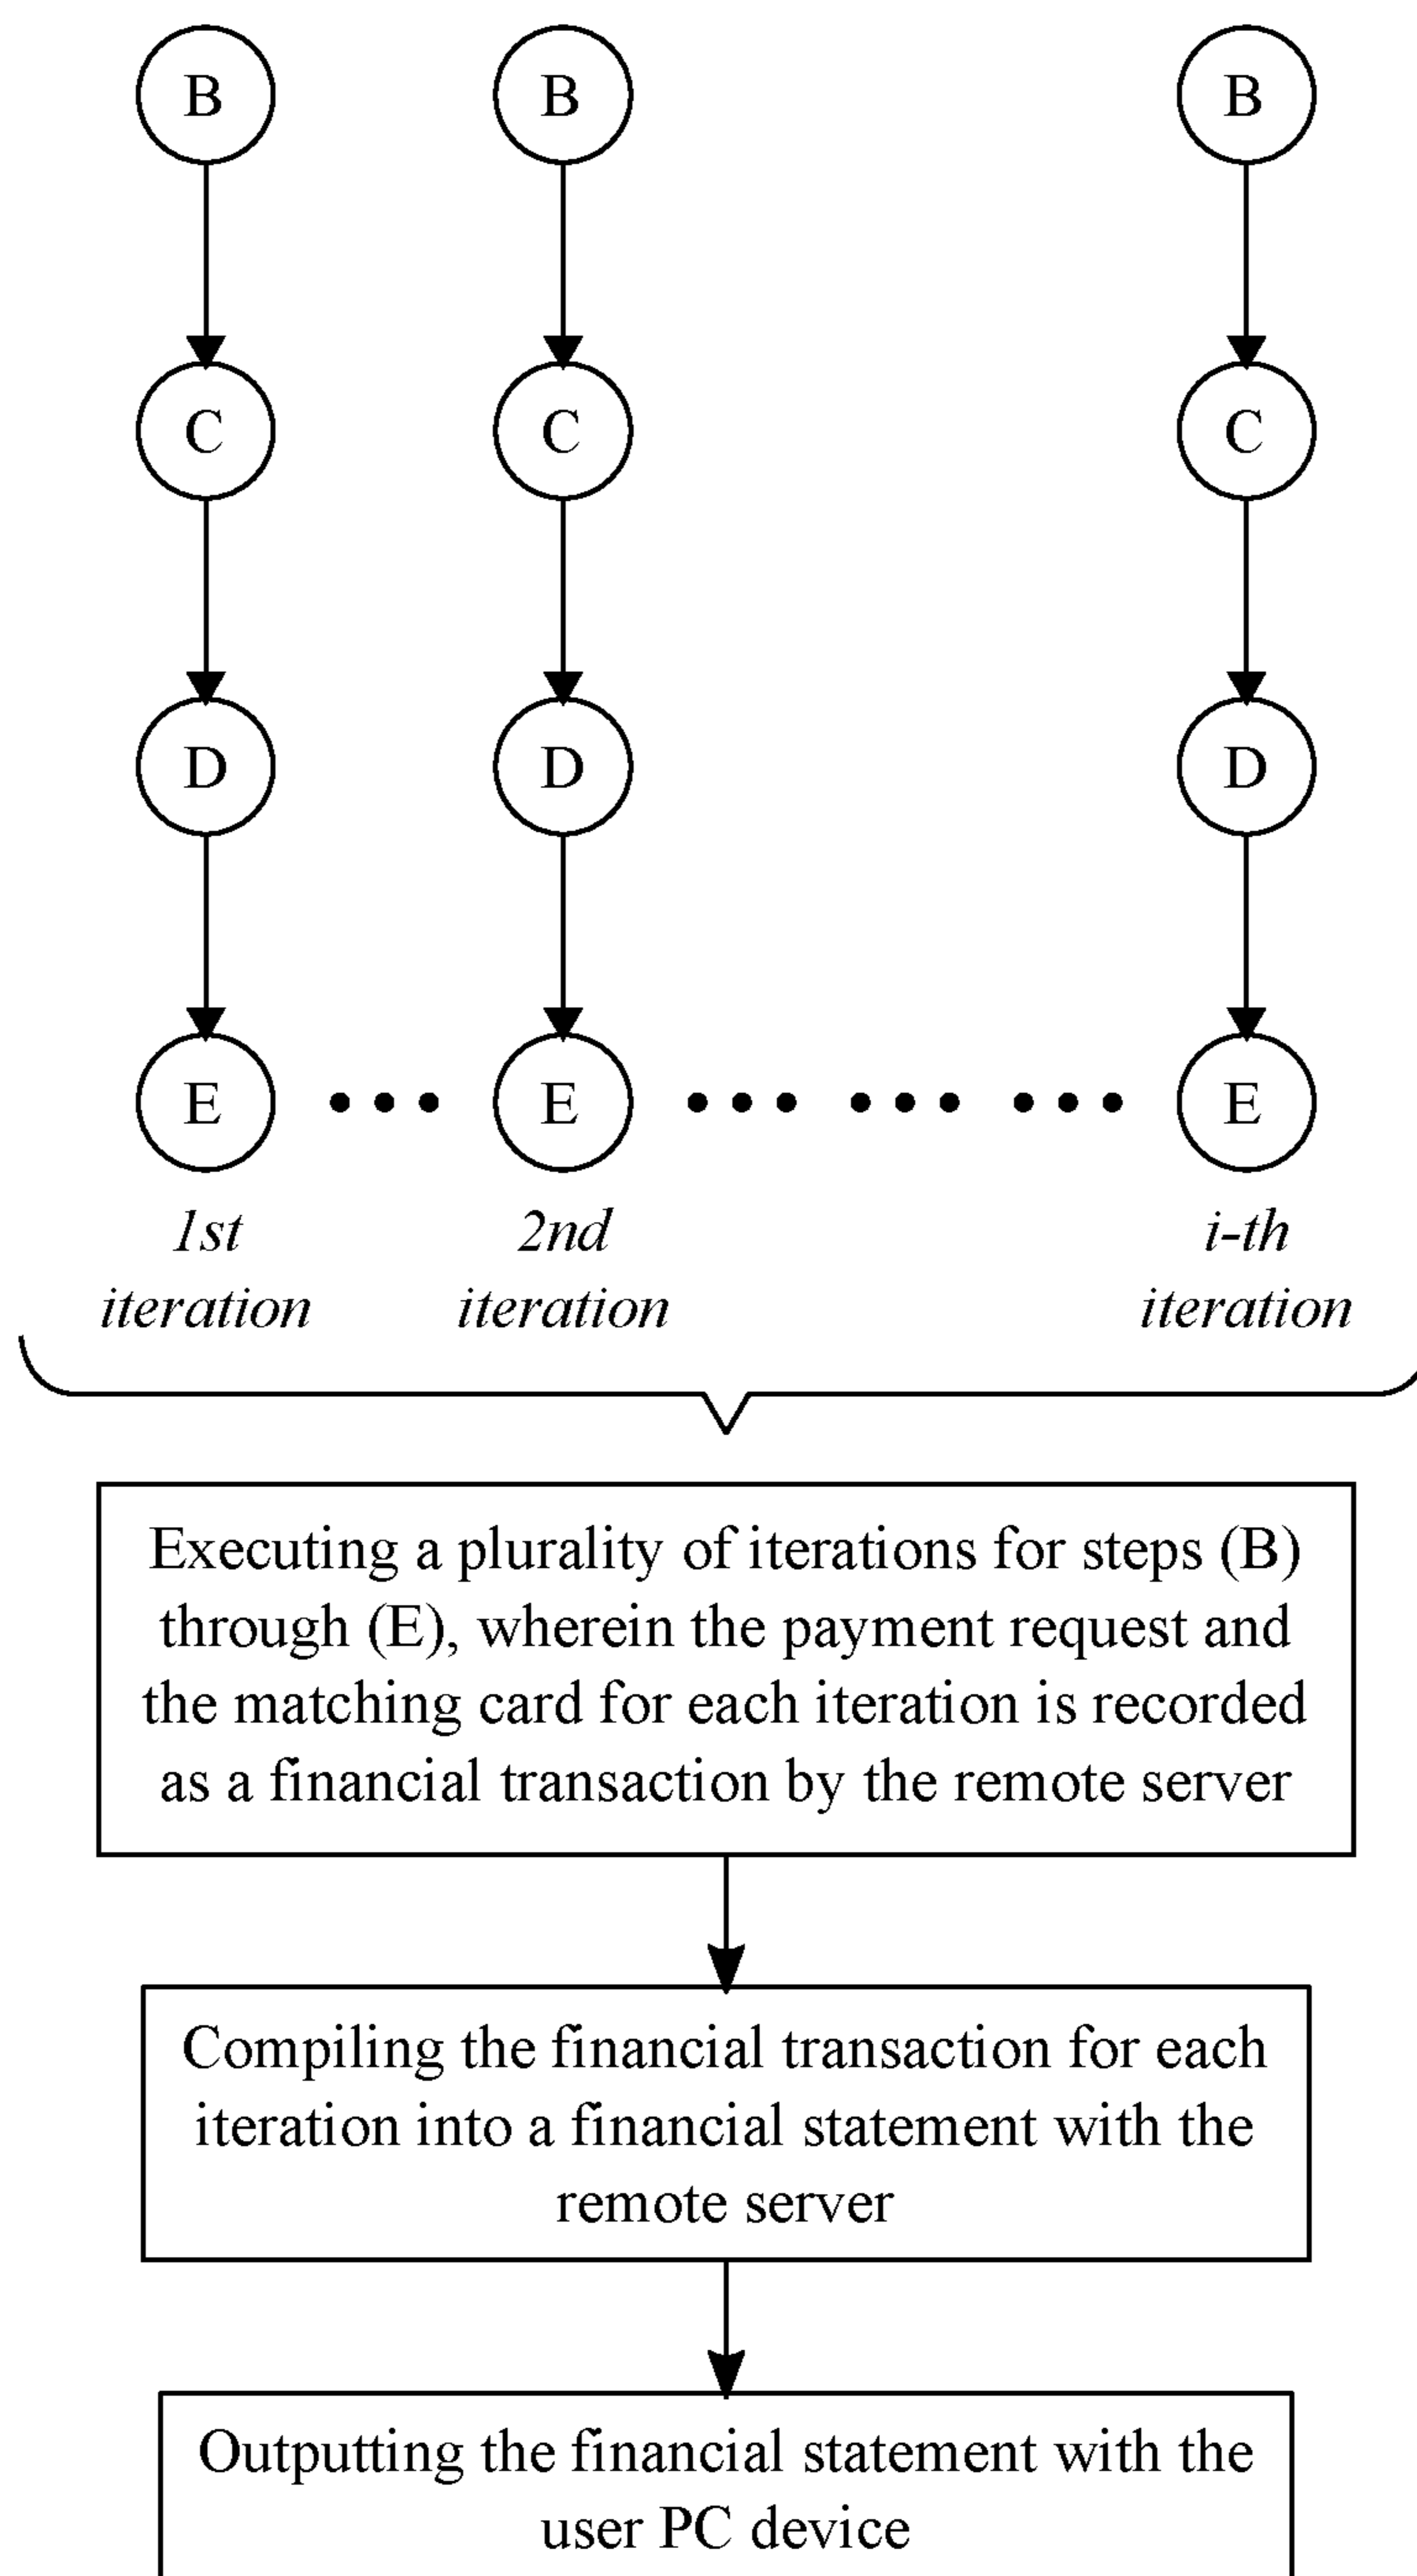 B B B
C C C
D D D
E E E
1st 2nd i-th
iteration iteration iteration
Executing a plurality of iterations for steps (B)
through (E), wherein the payment request and
the matching card for each iteration is recorded
as a financial transaction by the remote server
Compiling the financial transaction for each
iteration into a financial statement with the
remote server
Outputting the financial statement with the
user PC device